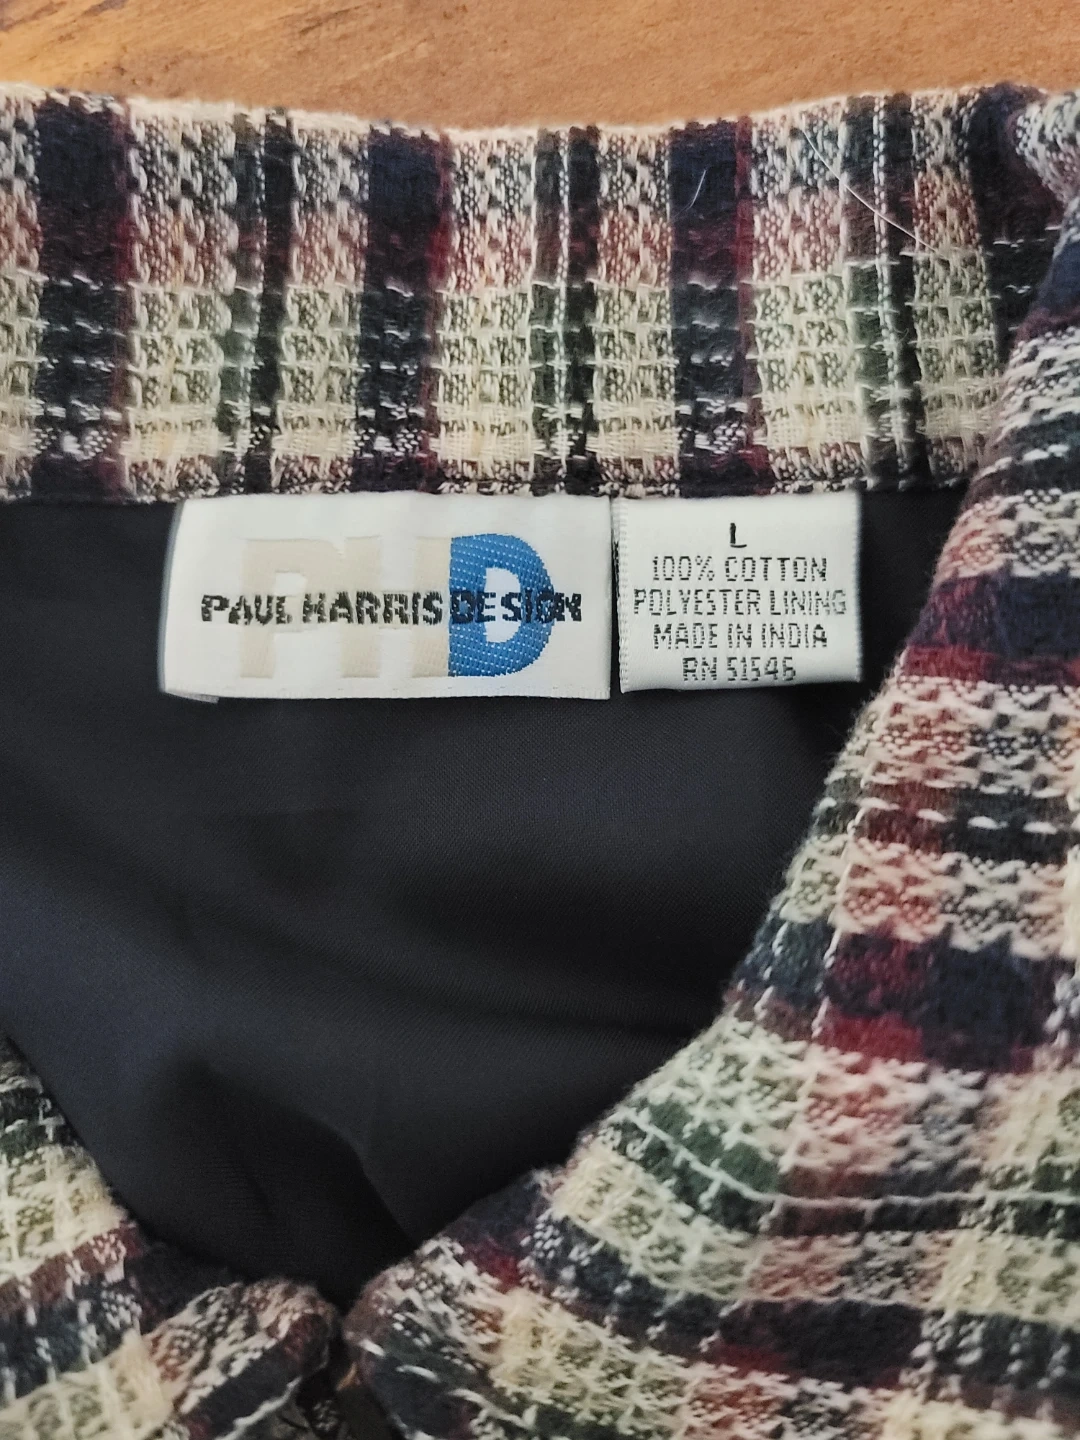 PHD
PAUL HARRIS DESIGN
L
100% COTTON
POLYESTER LINING
MADE IN INDIA
RN 51546